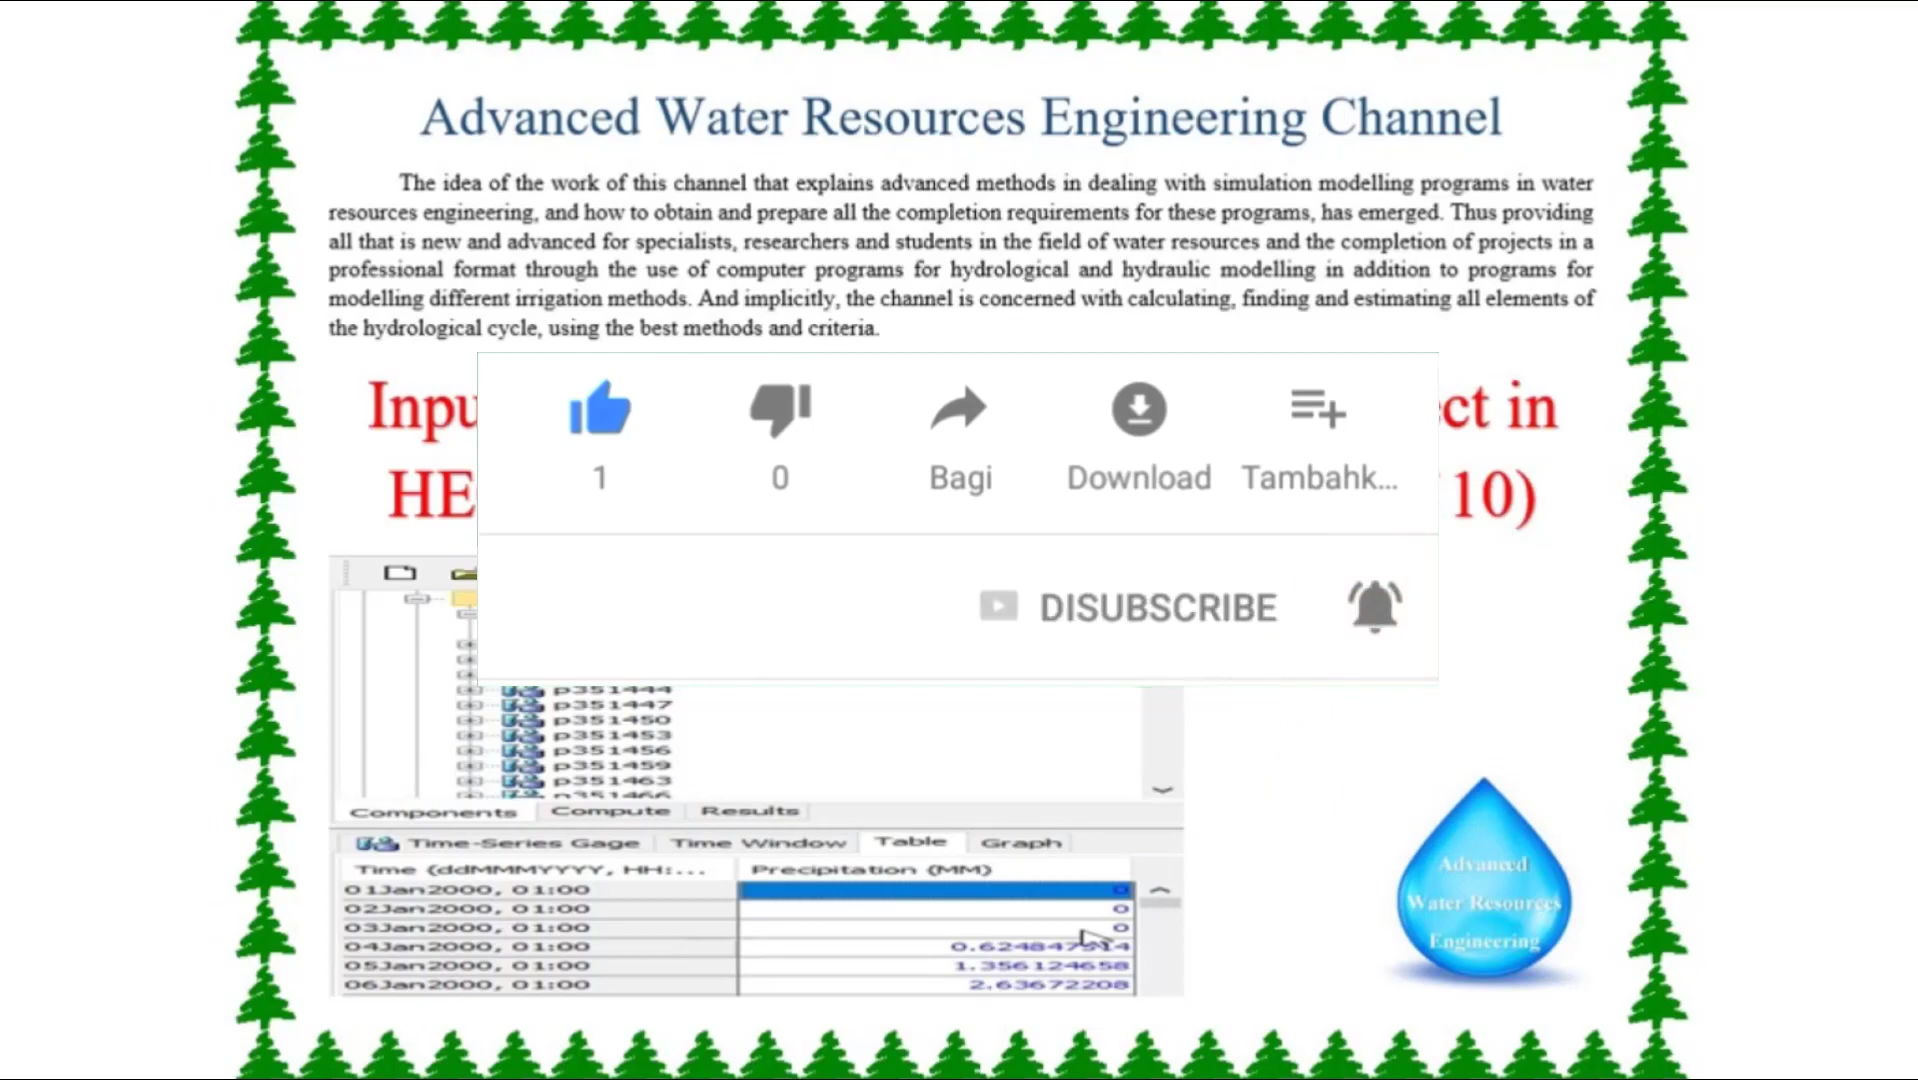 Advanced Water Resources Engineering Channel
The idea of the work of this channel that explains advanced methods in dealing with simulation modelling programs in water
resources engineering, and how to obtain and prepare all the completion requirements for these programs, has emerged. Thus providing
all that is new and advanced for specialists, researchers and students in the field of water resources and the completion of projects in a
professional format through the use of computer programs for hydrological and hydraulic modelling in addition to programs for
modelling different irrigation methods. And implicitly, the channel is concerned with calculating, finding and estimating all elements of
the hydrological cycle, using the best methods and criteria.
in
10)
1 0 Bagi Download Tambahk...
DISUBSCRIBE
p351444
p351447
p351450
p351453
p351456
p351459
p351463
p351466
Components Compute Results
Time-Series Gage Time Window Table Graph
Time (ddMMMYYYY, HH:... Precipitation (MM)
01Jan2000, 01:00 0
02Jan2000, 01:00 0
03Jan2000, 01:00 0
04Jan2000, 01:00
05Jan2000, 01:00 1.356124658
06Jan2000, 01:00 2.63672208
Advanced
Water Resources
Engineering